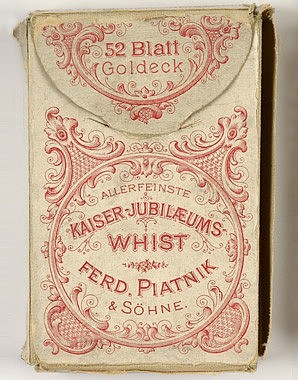 52 Blatt
Goldeck
ALLERFEINSTE
KAISER-JUBILÆUMS-
WHIST
FERD. PIATNIK
& SÖHNE.